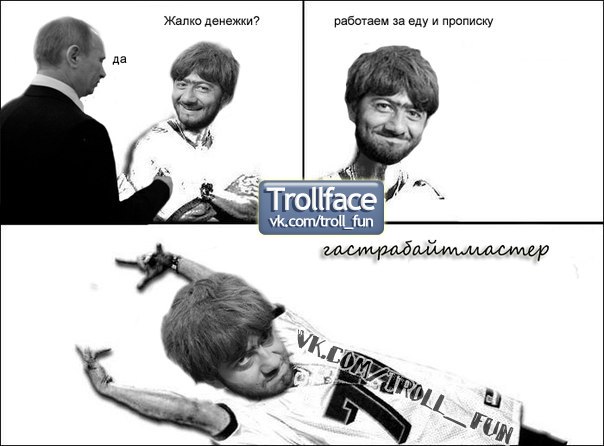 Жалко денежки?
да
работаем за еду и прописку
Trollface
vk.com/troll_fun
гастрабайтмастер
VK.COM/TROLL_FUN
7